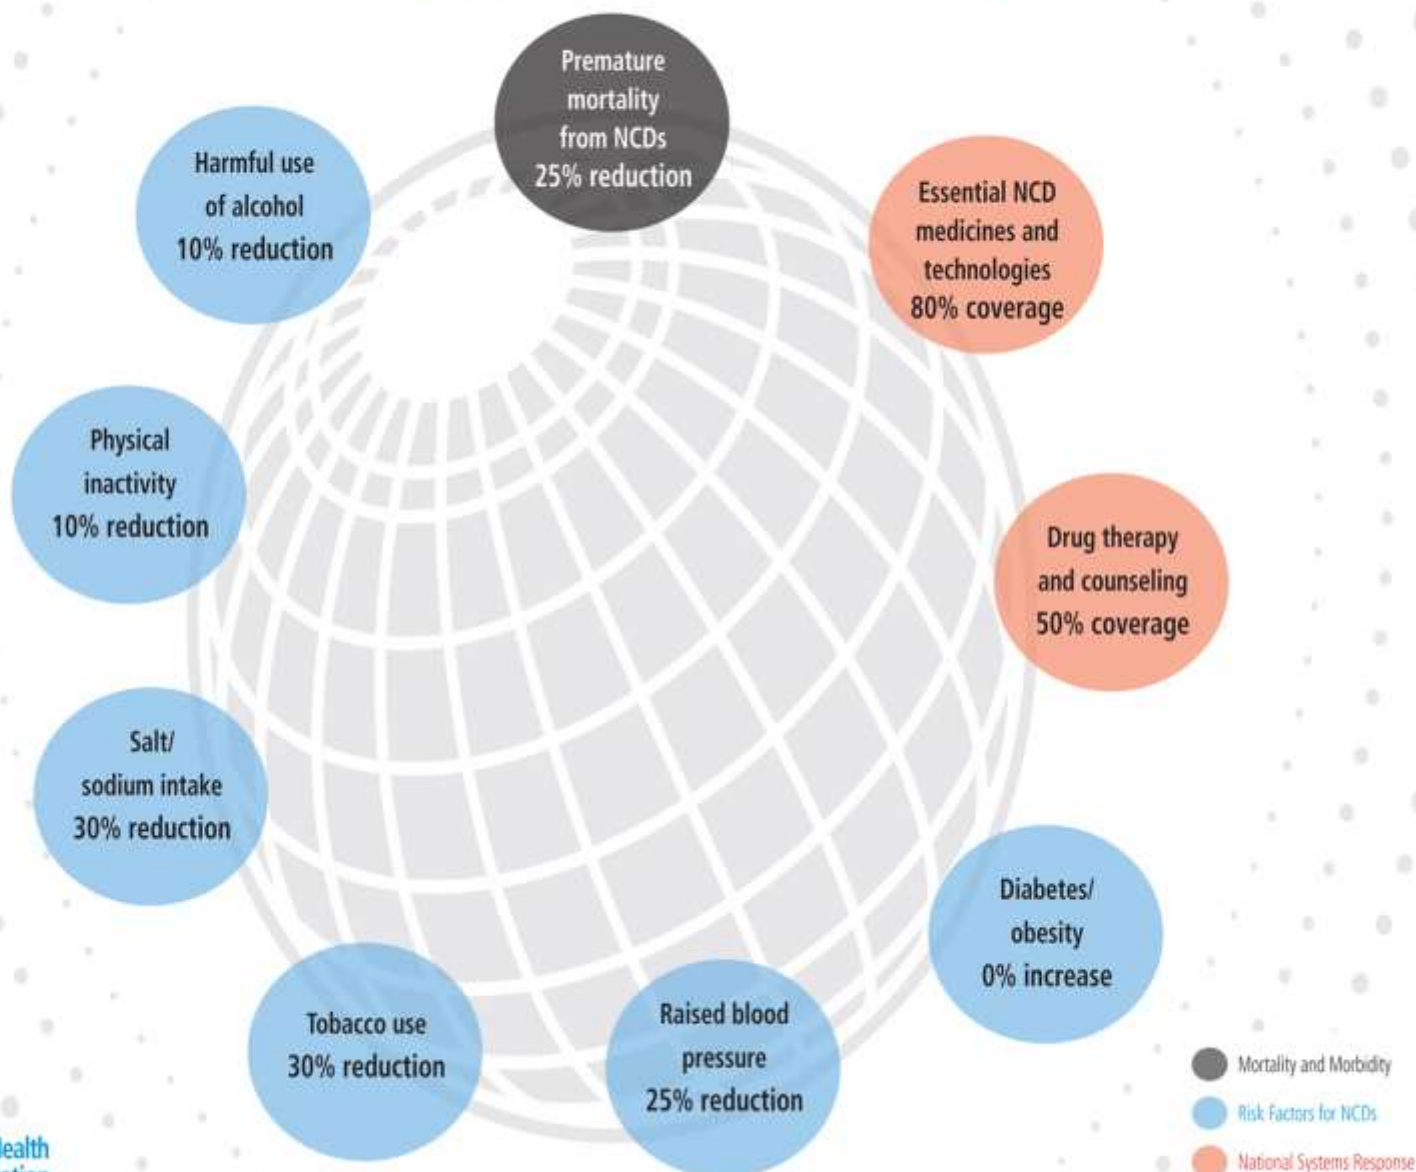 Premature
mortality
from NCDs
25% reduction
Harmful use
of alcohol
10% reduction
Essential NCD
medicines and
technologies
80% coverage
Physical
inactivity
10% reduction
Drug therapy
and counseling
50% coverage
Salt/
sodium intake
30% reduction
Diabetes/
obesity
0% increase
Tobacco use
30% reduction
Raised blood
pressure
25% reduction
Mortality and Morbidity
Risk Factors for NCDs
National Systems Response